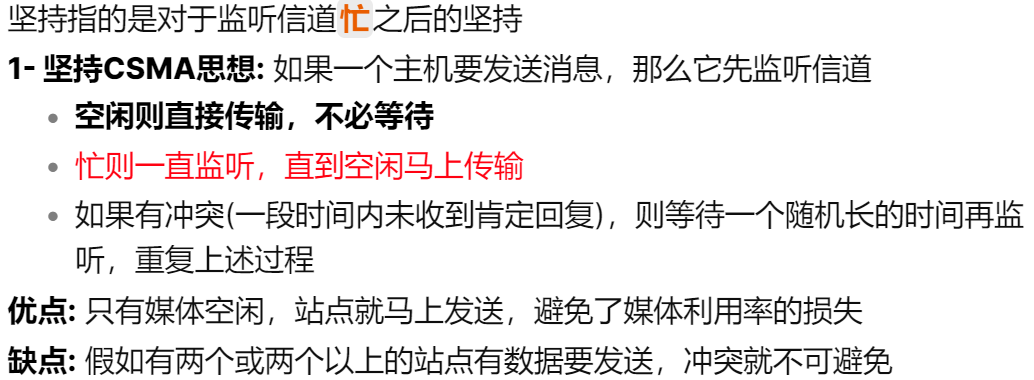 坚持指的是对于监听信道忙之后的坚持
1- 坚持CSMA思想: 如果一个主机要发送消息，那么它先监听信道
空闲则直接传输，不必等待
忙则一直监听，直到空闲马上传输
如果有冲突(一段时间内未收到肯定回复)，则等待一个随机长的时间再监
听，重复上述过程
优点: 只有媒体空闲，站点就马上发送，避免了媒体利用率的损失
缺点: 假如有两个或两个以上的站点有数据要发送，冲突就不可避免